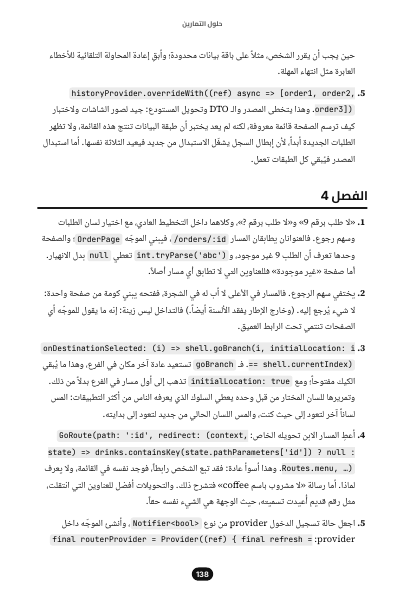 حلول التمارين
حين يجب أن يقرر الشخص، مثلاً على باقة بيانات محدودة؛ وأبقِ إعادة المحاولة التلقائية للأخطاء
العابرة مثل انتهاء المهلة.
5. historyProvider.overrideWith((ref) async => [order1, order2,
order3]). وهذا يتخطى المصدر والـ DTO وتحويل المستودع: جيد لصور الشاشات ولاختبار
كيف ترسم الصفحة قائمة معروفة، لكنه لم يعد يختبر أن طبقة البيانات تنتج هذه القائمة، ولا تظهر
الطلبات الجديدة أبداً، لأن إبطال السجل يشغّل الاستبدال من جديد فيعيد الثلاثة نفسها. أما استبدال
المصدر فيُبقي كل الطبقات تعمل.
الفصل 4
1. «لا طلب برقم 9» و«لا طلب برقم ?»، وكلاهما داخل التخطيط العادي، مع اختيار لسان الطلبات
وسهم رجوع. فالعنوانان يطابقان المسار /orders/:id، فيبني الموجّه OrderPage؛ والصفحة
وحدها تعرف أن الطلب 9 غير موجود، و int.tryParse('abc') تعطي null بدل الانهيار.
أما صفحة «غير موجودة» فللعناوين التي لا تطابق أي مسار أصلاً.
2. يختفي سهم الرجوع. فالمسار في الأعلى لا أب له في الشجرة، ففتحه يبني كومة من صفحة واحدة:
لا شيء يُرجع إليه. (وخارج الإطار يفقد الألسنة أيضاً.) فالتداخل ليس زينة: إنه ما يقول للموجّه أي
الصفحات تنتمي تحت الرابط العميق.
3. onDestinationSelected: (i) => shell.goBranch(i, initialLocation: i
== shell.currentIndex). فـ goBranch تستعيد عادة آخر مكان في الفرع، وهذا ما يُبقي
الكيك مفتوحاً؛ ومع initialLocation: true تذهب إلى أول مسار في الفرع بدلاً من ذلك.
وتمريرها للسان المختار من قبل وحده يعطي السلوك الذي يعرفه الناس من أكثر التطبيقات: المس
لساناً آخر لتعود إلى حيث كنت، والمس اللسان الحالي من جديد لتعود إلى بدايته.
4. أعطِ المسار الابن تحويله الخاص: GoRoute(path: ':id', redirect: (context,
state) => drinks.containsKey(state.pathParameters['id']) ? null :
Routes.menu, …). وهذا أسوأ عادة: فقد تبع الشخص رابطاً، فوجد نفسه في القائمة، ولا يعرف
لماذا. أما رسالة «لا مشروب باسم coffee» فتشرح ذلك. والتحويلات أفضل للعناوين التي انتقلت،
مثل رقم قديم أُعيدت تسميته، حيث الوجهة هي الشيء نفسه حقاً.
5. اجعل حالة تسجيل الدخول provider من نوع Notifier<bool>، وأنشئ الموجّه داخل
provider: final routerProvider = Provider((ref) { final refresh =
138